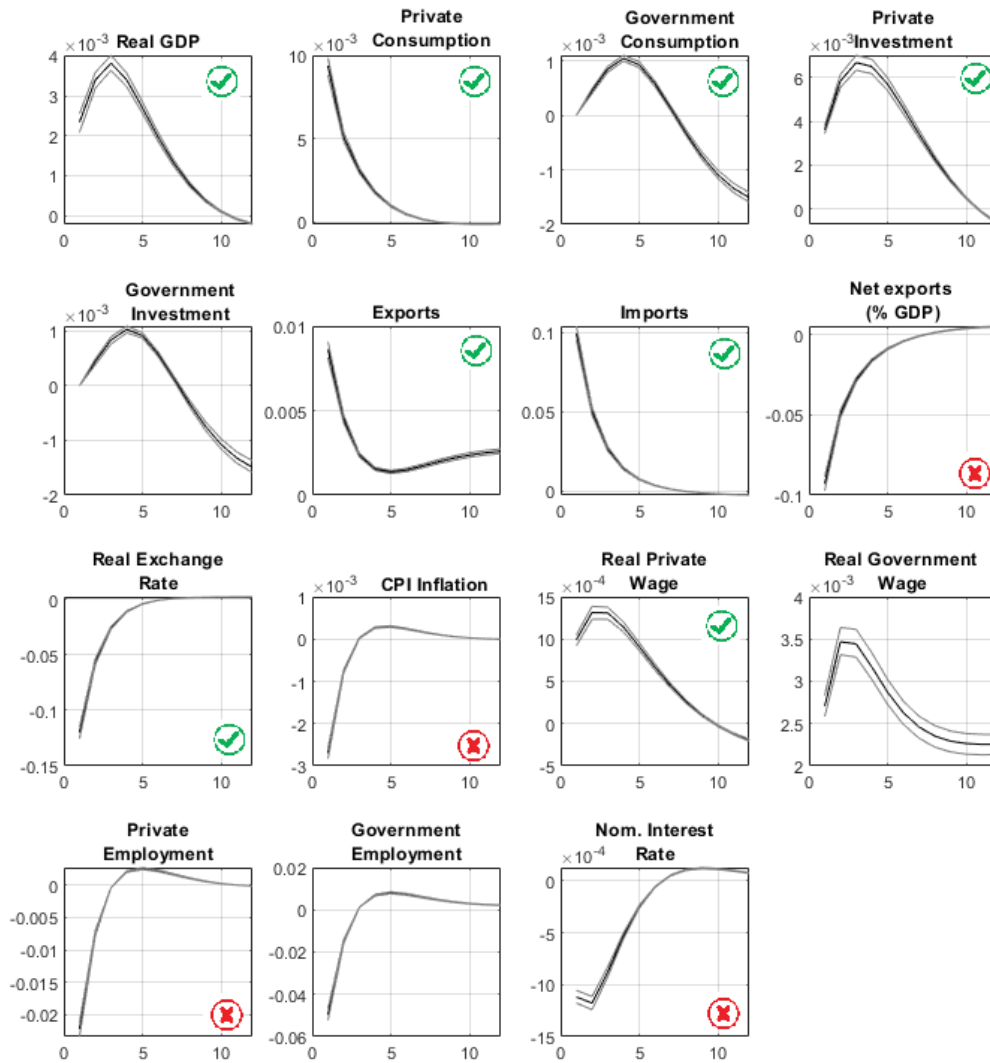 Private
Government
Private
×10⁻³ Real GDP
×10⁻³ Consumption
×10⁻³ Consumption
×10⁻³ Investment
4
3
2
1
0
0 5 10
10
5
0
0 5 10
1
0
-1
-2
0 5 10
6
4
2
0
0 5 10
Government
Net exports
×10⁻³ Investment
Exports
Imports
(% GDP)
1
0
-1
-2
0 5 10
0.01
0.005
0
0 5 10
0.1
0.05
0
0 5 10
0
-0.05
-0.1
0 5 10
Real Exchange
Real Private
Real Government
Rate
×10⁻³ CPI Inflation
×10⁻⁴ Wage
×10⁻³ Wage
0
-0.05
-0.1
-0.15
0 5 10
1
0
-1
-2
-3
0 5 10
15
10
5
0
-5
0 5 10
4
3.5
3
2.5
2
0 5 10
Private
Government
Nom. Interest
Employment
Employment
×10⁻⁴ Rate
0
-0.005
-0.01
-0.015
-0.02
0 5 10
0.02
0
-0.02
-0.04
-0.06
0 5 10
0
-5
-10
-15
0 5 10